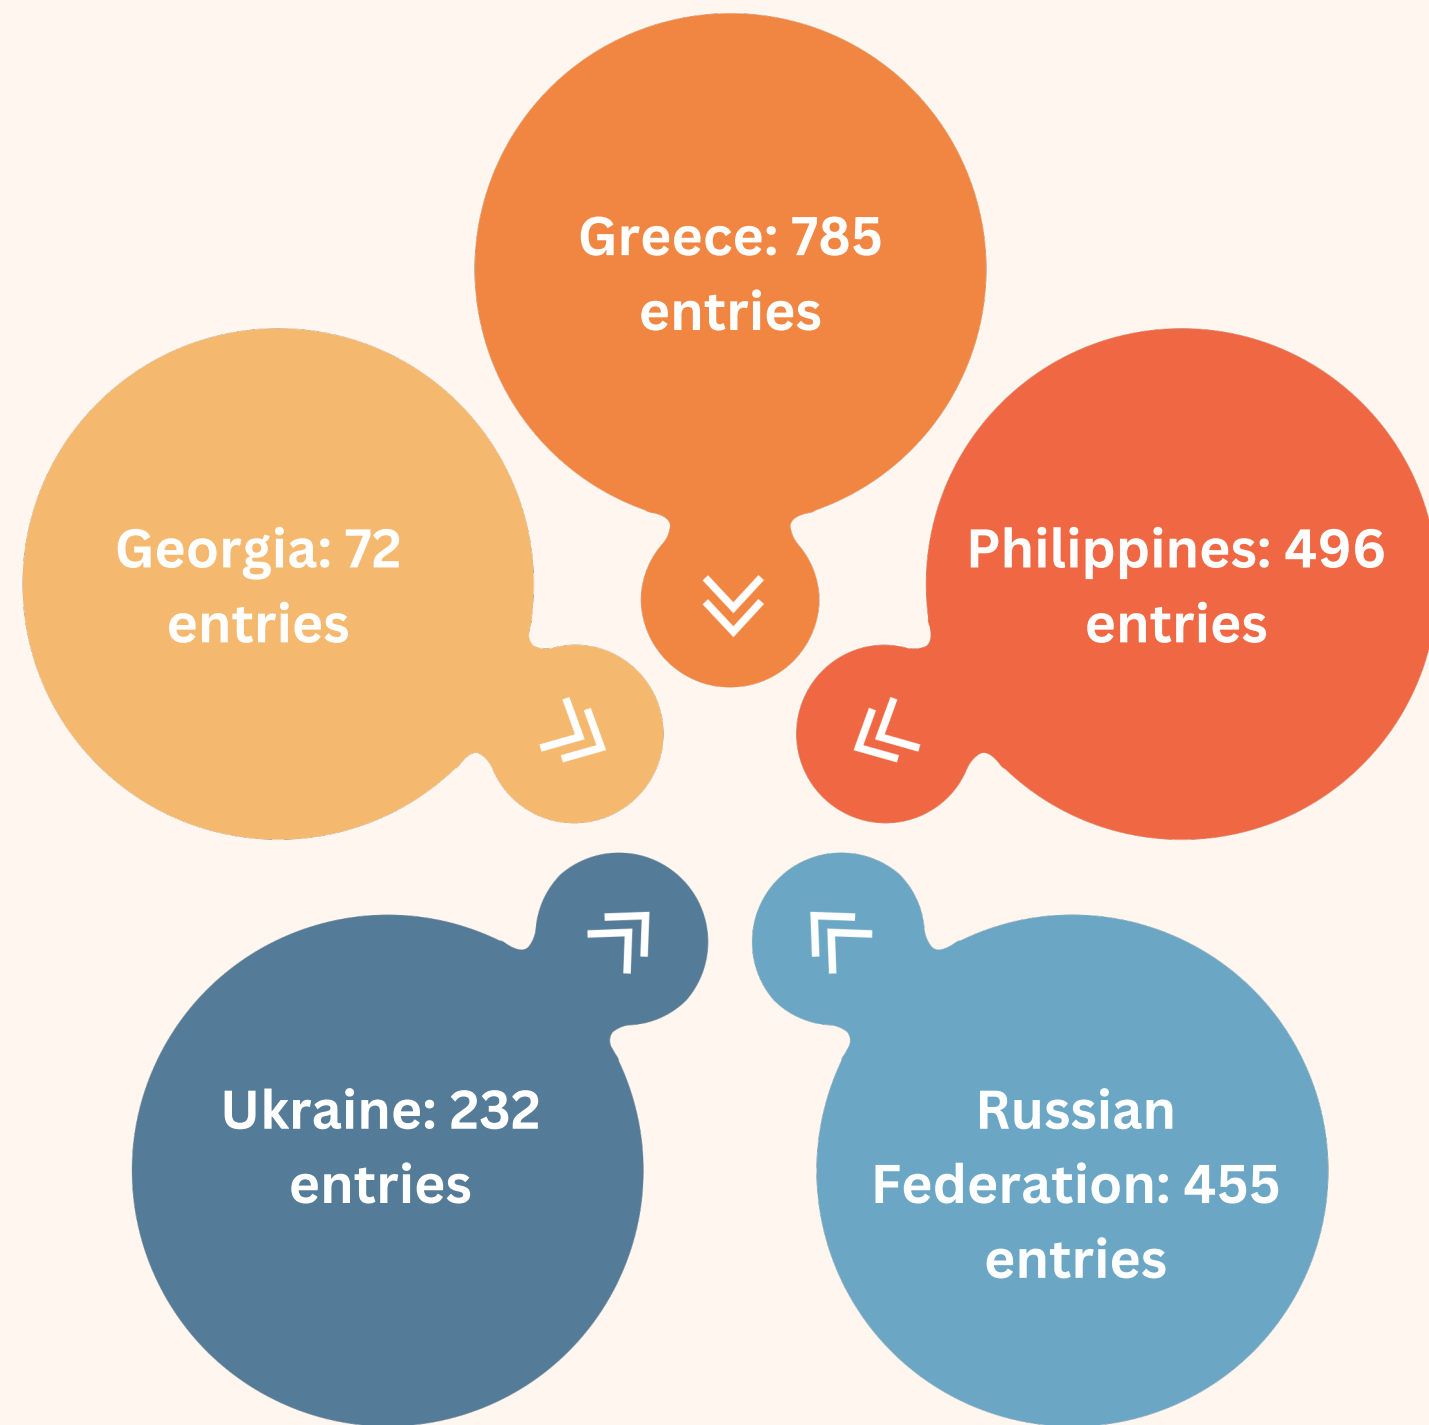 Greece: 785
entries
Georgia: 72
entries
Philippines: 496
entries
Ukraine: 232
entries
Russian
Federation: 455
entries